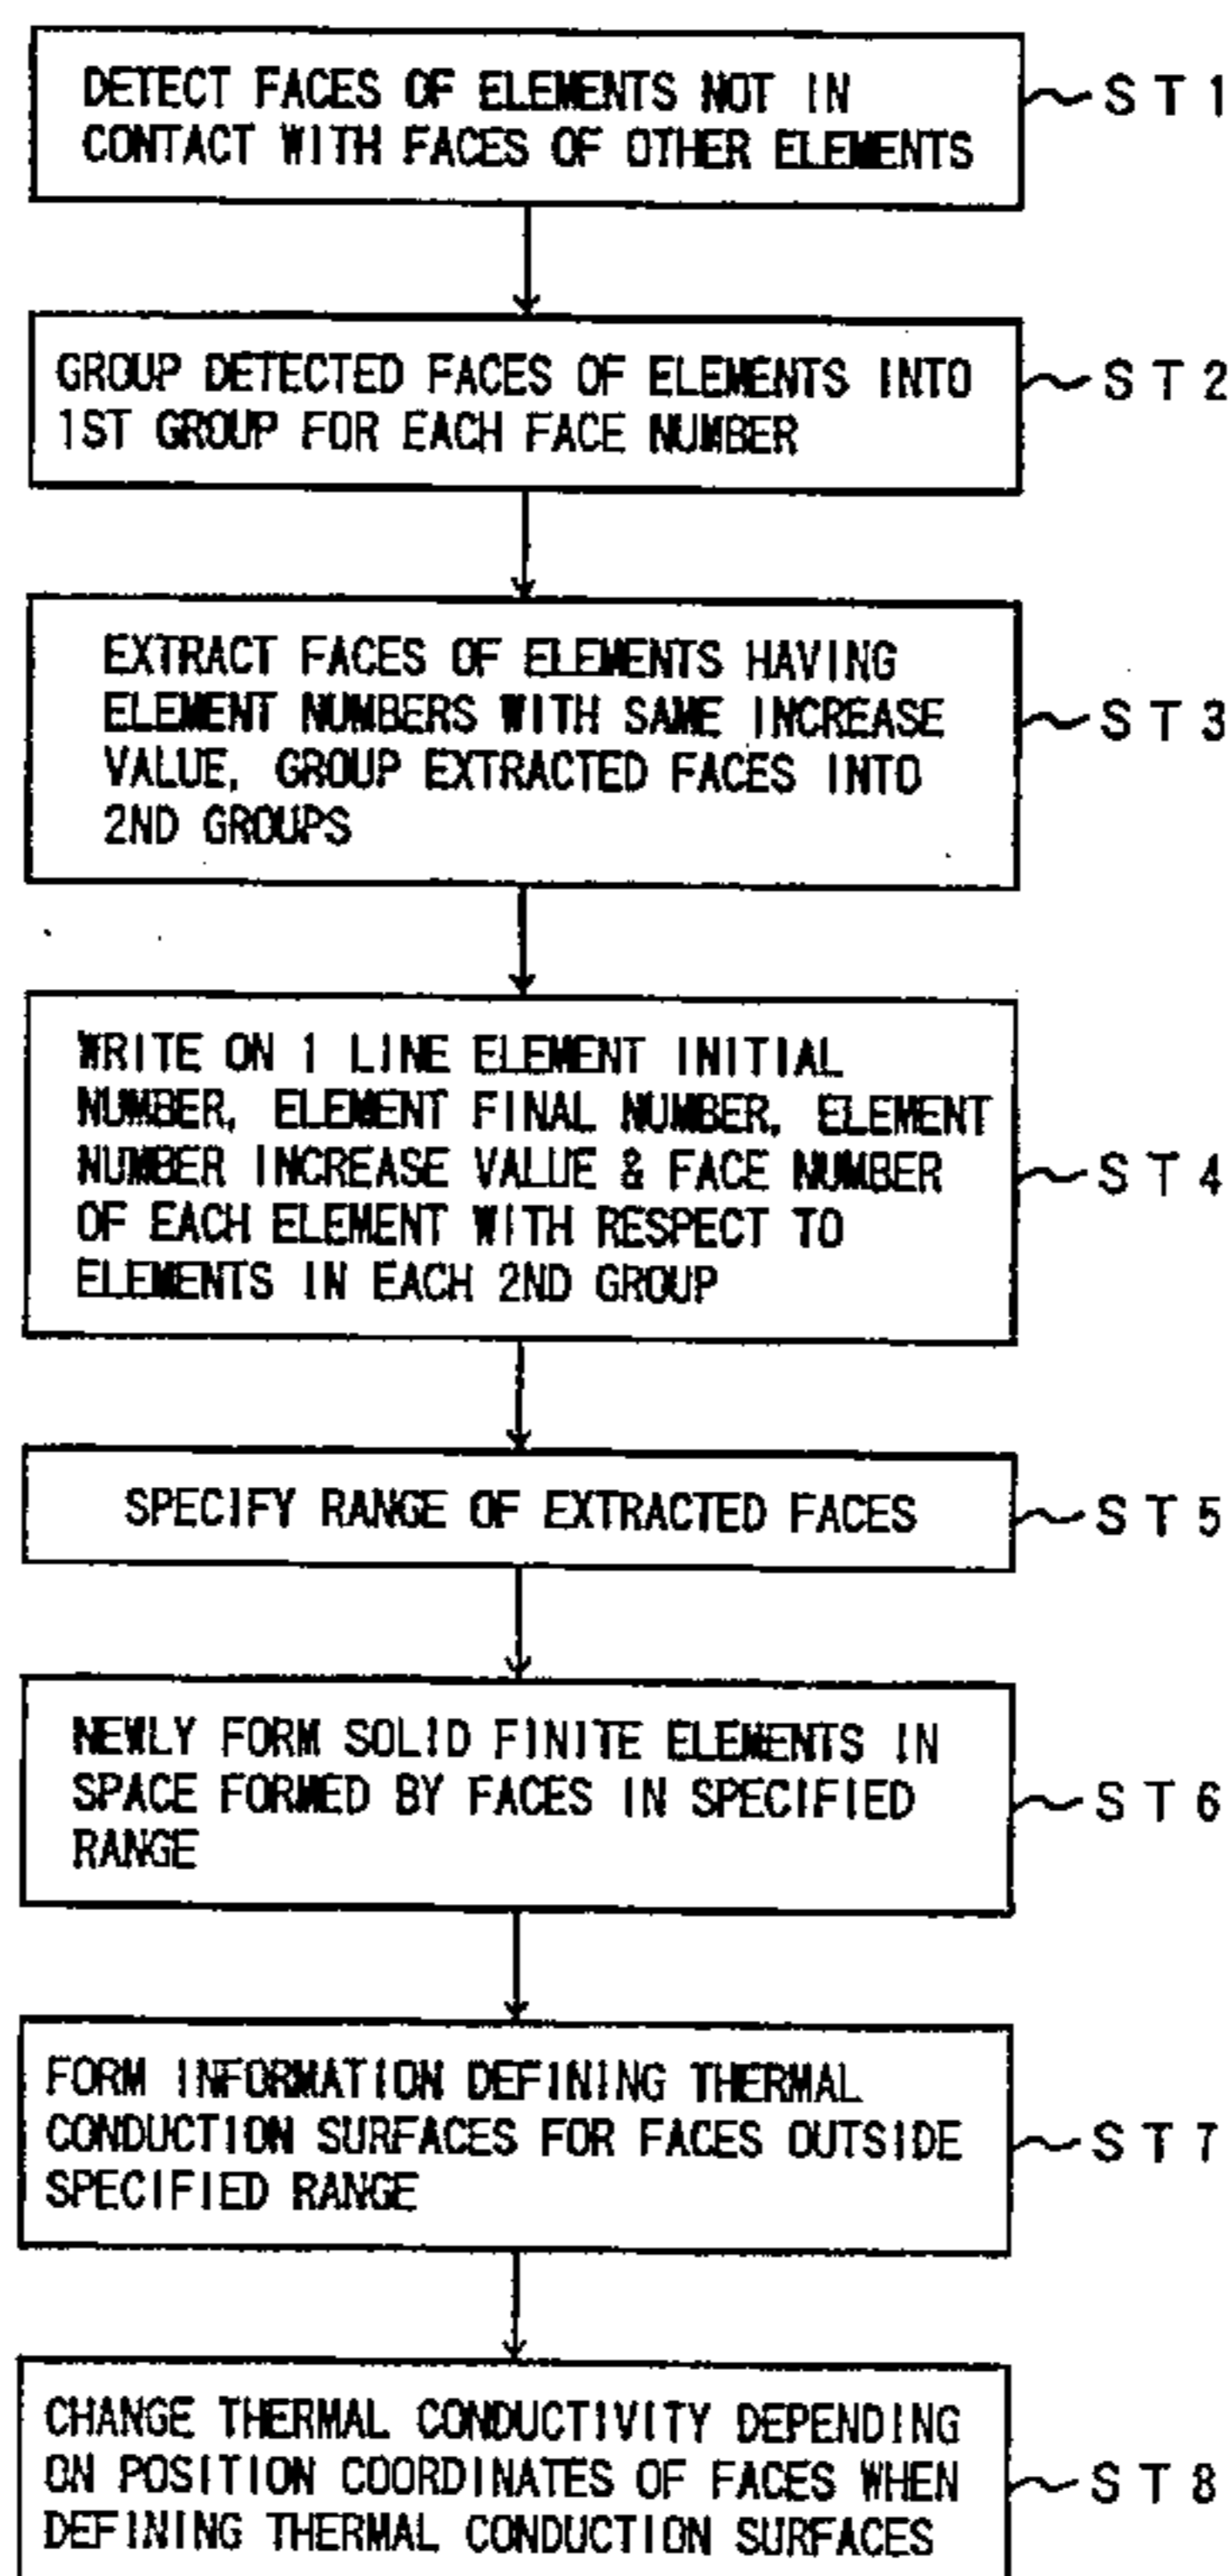 DETECT FACES OF ELEMENTS NOT IN
CONTACT WITH FACES OF OTHER ELEMENTS
ST1
GROUP DETECTED FACES OF ELEMENTS INTO
1ST GROUP FOR EACH FACE NUMBER
ST2
EXTRACT FACES OF ELEMENTS HAVING
ELEMENT NUMBERS WITH SAME INCREASE
VALUE, GROUP EXTRACTED FACES INTO
2ND GROUPS
ST3
WRITE ON 1 LINE ELEMENT INITIAL
NUMBER, ELEMENT FINAL NUMBER, ELEMENT
NUMBER INCREASE VALUE & FACE NUMBER
OF EACH ELEMENT WITH RESPECT TO
ELEMENTS IN EACH 2ND GROUP
ST4
SPECIFY RANGE OF EXTRACTED FACES
ST5
NEWLY FORM SOLID FINITE ELEMENTS IN
SPACE FORMED BY FACES IN SPECIFIED
RANGE
ST6
FORM INFORMATION DEFINING THERMAL
CONDUCTION SURFACES FOR FACES OUTSIDE
SPECIFIED RANGE
ST7
CHANGE THERMAL CONDUCTIVITY DEPENDING
ON POSITION COORDINATES OF FACES WHEN
DEFINING THERMAL CONDUCTION SURFACES
ST8